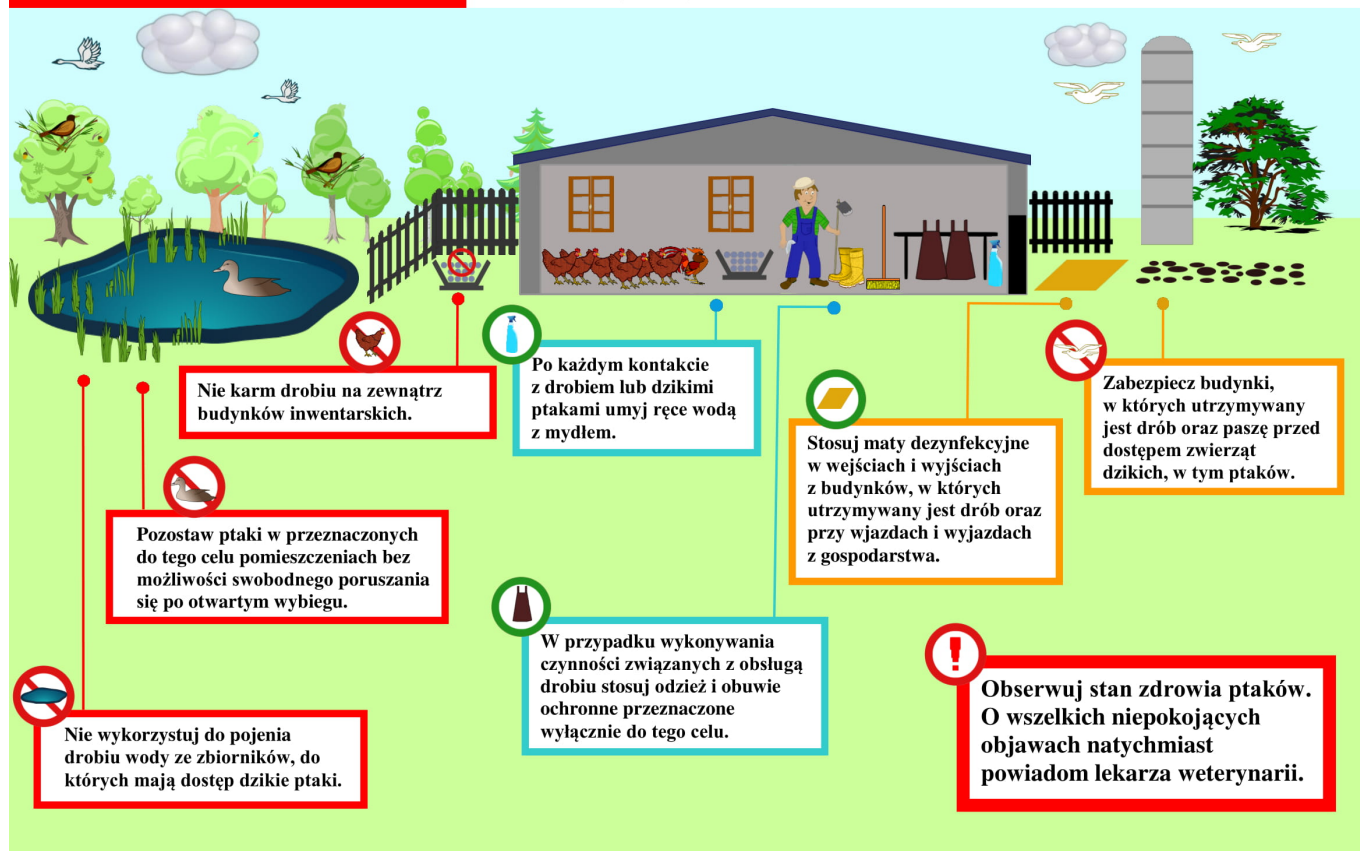 Nie karm drobiu na zewnątrz
budynków inwentarskich.
Po każdym kontakcie
z drobiem lub dzikimi
ptakami umyj ręce wodą
z mydłem.
Zabezpiecz budynki,
w których utrzymywany
jest drób oraz paszę przed
dostępem zwierząt
dzikich, w tym ptaków.
Stosuj maty dezynfekcyjne
w wejściach i wyjściach
z budynków, w których
utrzymywany jest drób oraz
przy wjazdach i wyjazdach
z gospodarstwa.
Pozostaw ptaki w przeznaczonych
do tego celu pomieszczeniach bez
możliwości swobodnego poruszania
się po otwartym wybiegu.
W przypadku wykonywania
czynności związanych z obsługą
drobiu stosuj odzież i obuwie
ochronne przeznaczone
wyłącznie do tego celu.
Nie wykorzystuj do pojenia
drobiu wody ze zbiorników, do
których mają dostęp dzikie ptaki.
Obserwuj stan zdrowia ptaków.
O wszelkich niepokojących
objawach natychmiast
powiadom lekarza weterynarii.